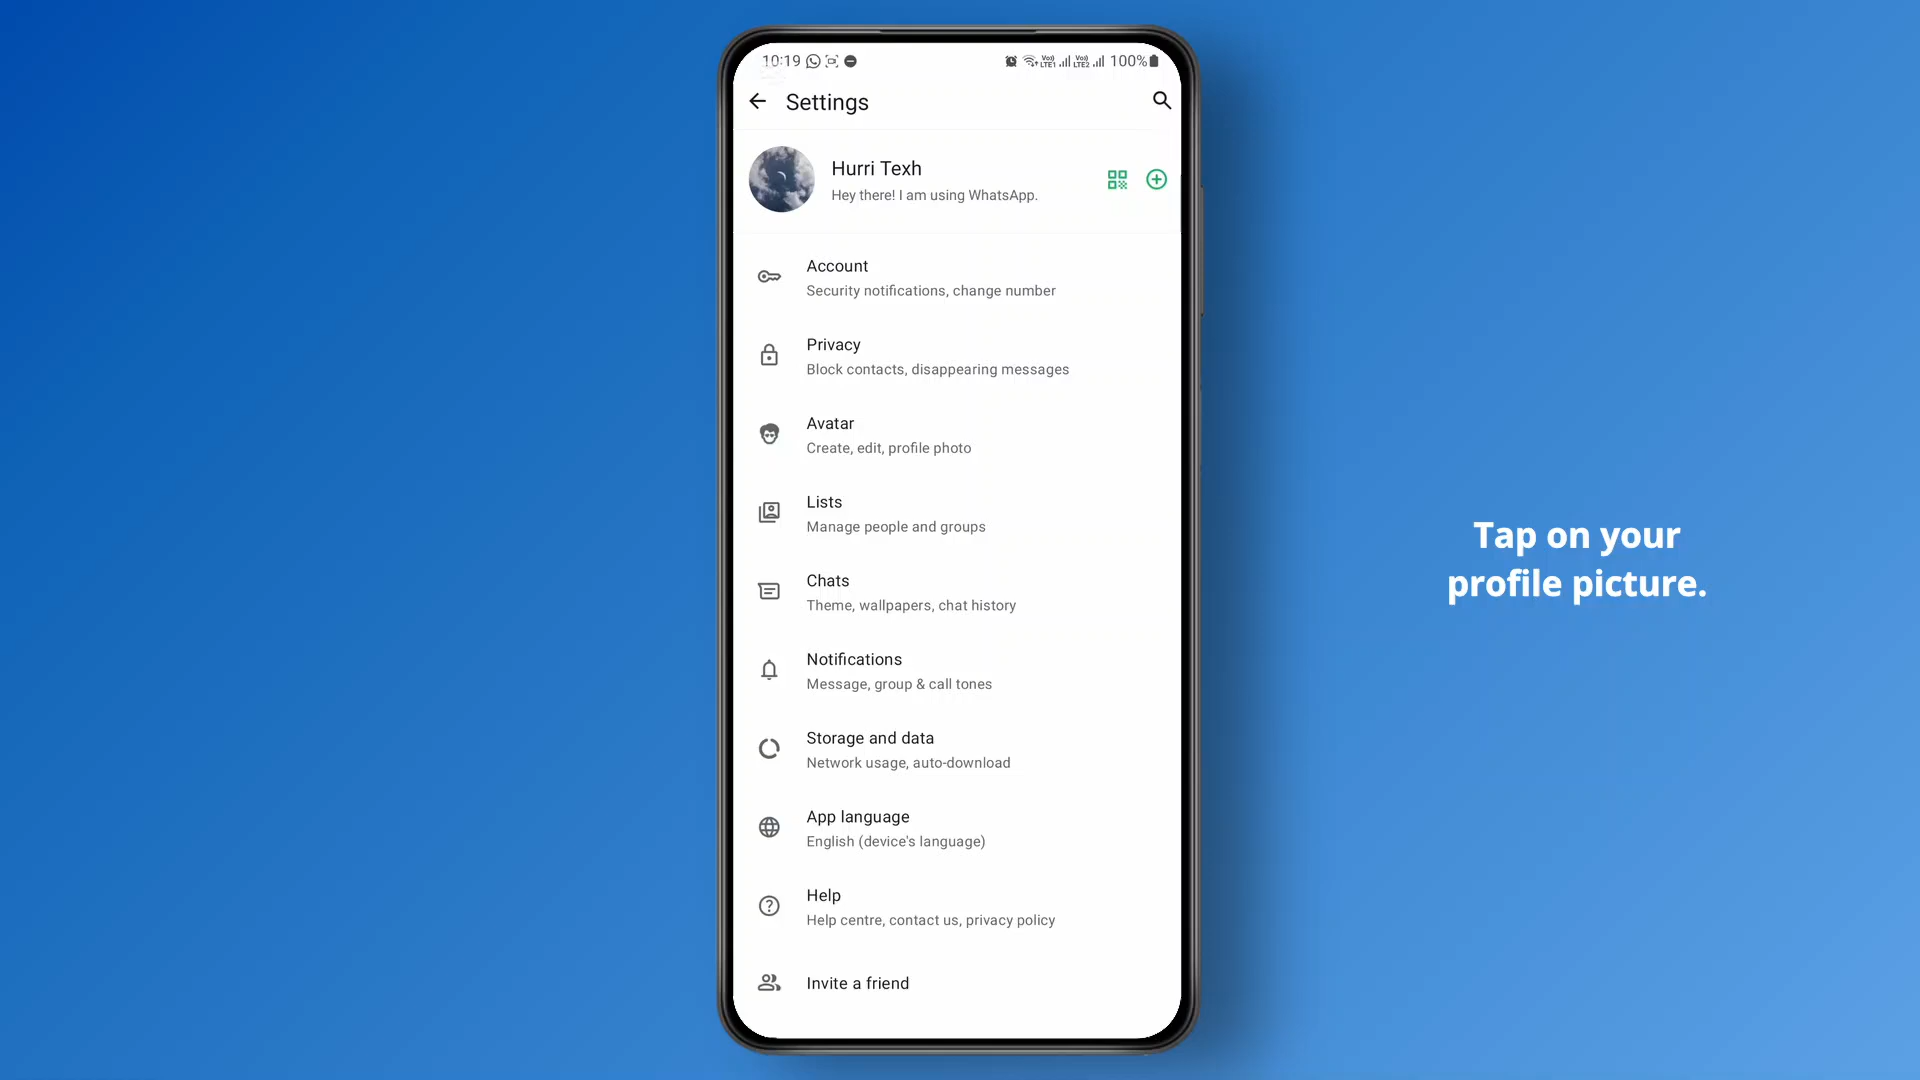 10:19 100%
Settings
Hurri Texh
Hey there! I am using WhatsApp.
Account
Security notifications, change number
Privacy
Block contacts, disappearing messages
Avatar
Create, edit, profile photo
Lists
Manage people and groups
Chats
Theme, wallpapers, chat history
Notifications
Message, group & call tones
Storage and data
Network usage, auto-download
App language
English (device's language)
Help
Help centre, contact us, privacy policy
Invite a friend
Tap on your
profile picture.